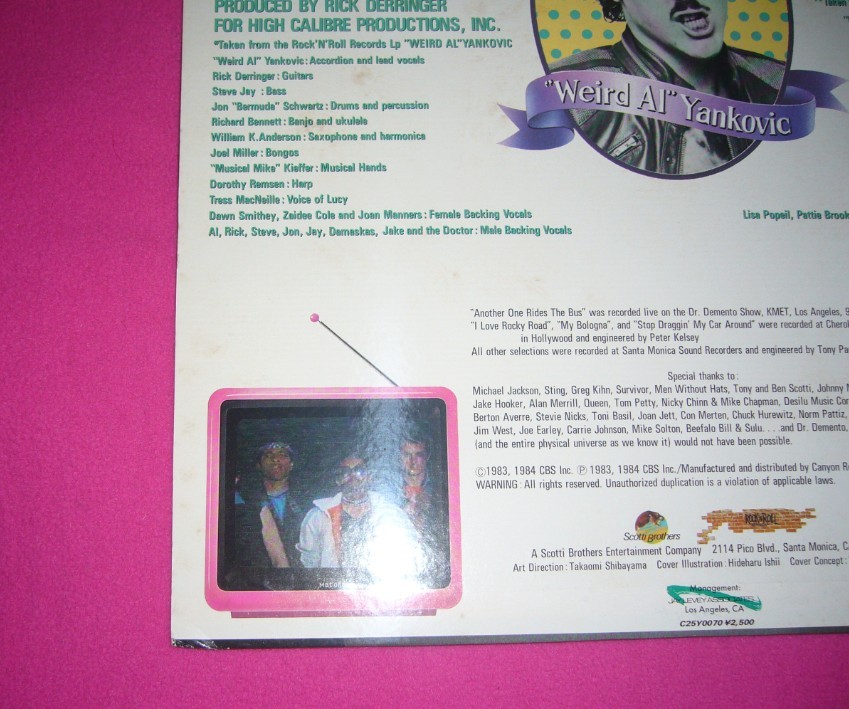 PRODUCED BY RICK DERRINGER
FOR HIGH CALIBRE PRODUCTIONS, INC.
*Taken from the Rock'N'Roll Records Lp "WEIRD AL"YANKOVIC
"Weird Al" Yankovic: Accordion and lead vocals
Rick Derringer: Guitars
Steve Jay : Bass
Jon "Bermuda" Schwartz: Drums and percussion
Richard Bennett: Banjo and ukulele
William K.Anderson: Saxophone and harmonica
Joel Miller: Bongos
"Musical Mike" Kieffer: Musical Hands
Dorothy Remsen: Harp
Tress MacNeille: Voice of Lucy
Dawn Smithey, Zaidee Cole and Joan Manners: Female Backing Vocals
Al, Rick, Steve, Jon, Jay, Damaskas, Jake and the Doctor: Male Backing Vocals
"Weird Al" Yankovic
Lisa Popeil, Pattie Brook
"Another One Rides The Bus" was recorded live on the Dr. Demento Show, KMET, Los Angeles, 9
"I Love Rocky Road", "My Bologna", and "Stop Draggin' My Car Around" were recorded at Cherok
in Hollywood and engineered by Peter Kelsey
All other selections were recorded at Santa Monica Sound Recorders and engineered by Tony Pa
Special thanks to:
Michael Jackson, Sting, Greg Kihn, Survivor, Men Without Hats, Tony and Ben Scotti, Johnny
Jake Hooker, Alan Merrill, Queen, Tom Petty, Nicky Chinn & Mike Chapman, Desilu Music Cor
Berton Averre, Stevie Nicks, Toni Basil, Joan Jett, Con Merten, Chuck Hurewitz, Norm Pattiz,
Jim West, Joe Earley, Carrie Johnson, Mike Solton, Beefalo Bill & Sulu. . . .and Dr. Demento,
(and the entire physical universe as we know it) would not have been possible.
Ⓒ1983, 1984 CBS Inc. Ⓟ 1983, 1984 CBS Inc./Manufactured and distributed by Canyon R
WARNING: All rights reserved. Unauthorized duplication is a violation of applicable laws.
Scotti brothers
ROCK'N'ROLL
A Scotti Brothers Entertainment Company 2114 Pico Blvd., Santa Monica, C
Art Direction: Takaomi Shibayama Cover Illustration: Hideharu Ishii Cover Concept:
Management:
Los Angeles, CA
C25Y0070 ¥2,500